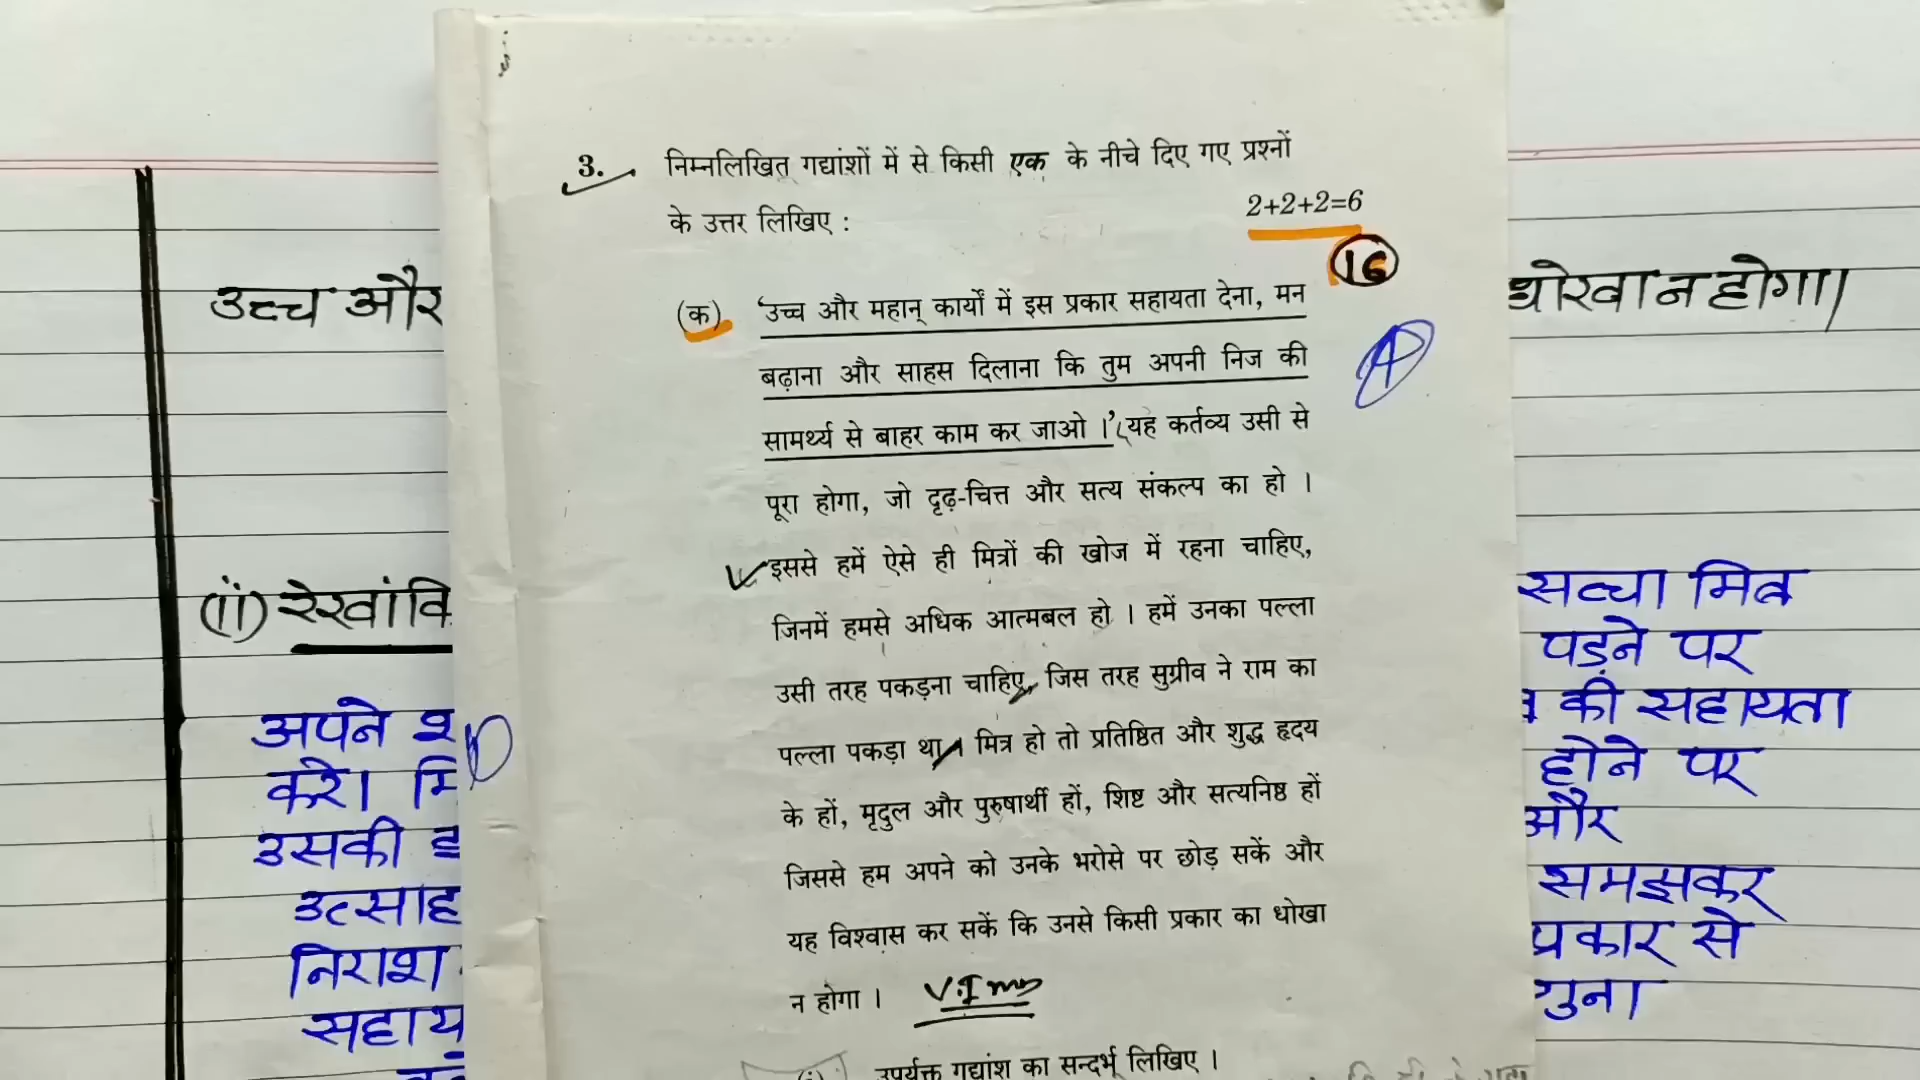 3. निम्नलिखित गद्यांशों में से किसी एक के नीचे दिए गए प्रश्नों
के उत्तर लिखिए :
2+2+2=6
16
(क) ‘उच्च और महान् कार्यों में इस प्रकार सहायता देना, मन
बढ़ाना और साहस दिलाना कि तुम अपनी निज की
सामर्थ्य से बाहर काम कर जाओ ।’ यह कर्तव्य उसी से
पूरा होगा, जो दृढ़-चित्त और सत्य संकल्प का हो ।
इससे हमें ऐसे ही मित्रों की खोज में रहना चाहिए,
जिनमें हमसे अधिक आत्मबल हो । हमें उनका पल्ला
उसी तरह पकड़ना चाहिए, जिस तरह सुग्रीव ने राम का
पल्ला पकड़ा था । मित्र हो तो प्रतिष्ठित और शुद्ध हृदय
के हों, मृदुल और पुरुषार्थी हों, शिष्ट और सत्यनिष्ठ हों
जिससे हम अपने को उनके भरोसे पर छोड़ सकें और
यह विश्वास कर सकें कि उनसे किसी प्रकार का धोखा
न होगा । V.Imp
उपर्युक्त गद्यांश का सन्दर्भ लिखिए ।
A
उच्च और
(ii) रेखांकि
अपने
करे।
उसकी
उत्साह
निराश
सहाय
धोखा न होगा।
सच्चा मित्र
पड़ने पर
की सहायता
होने पर
और
समझकर
प्रकार से
गुना